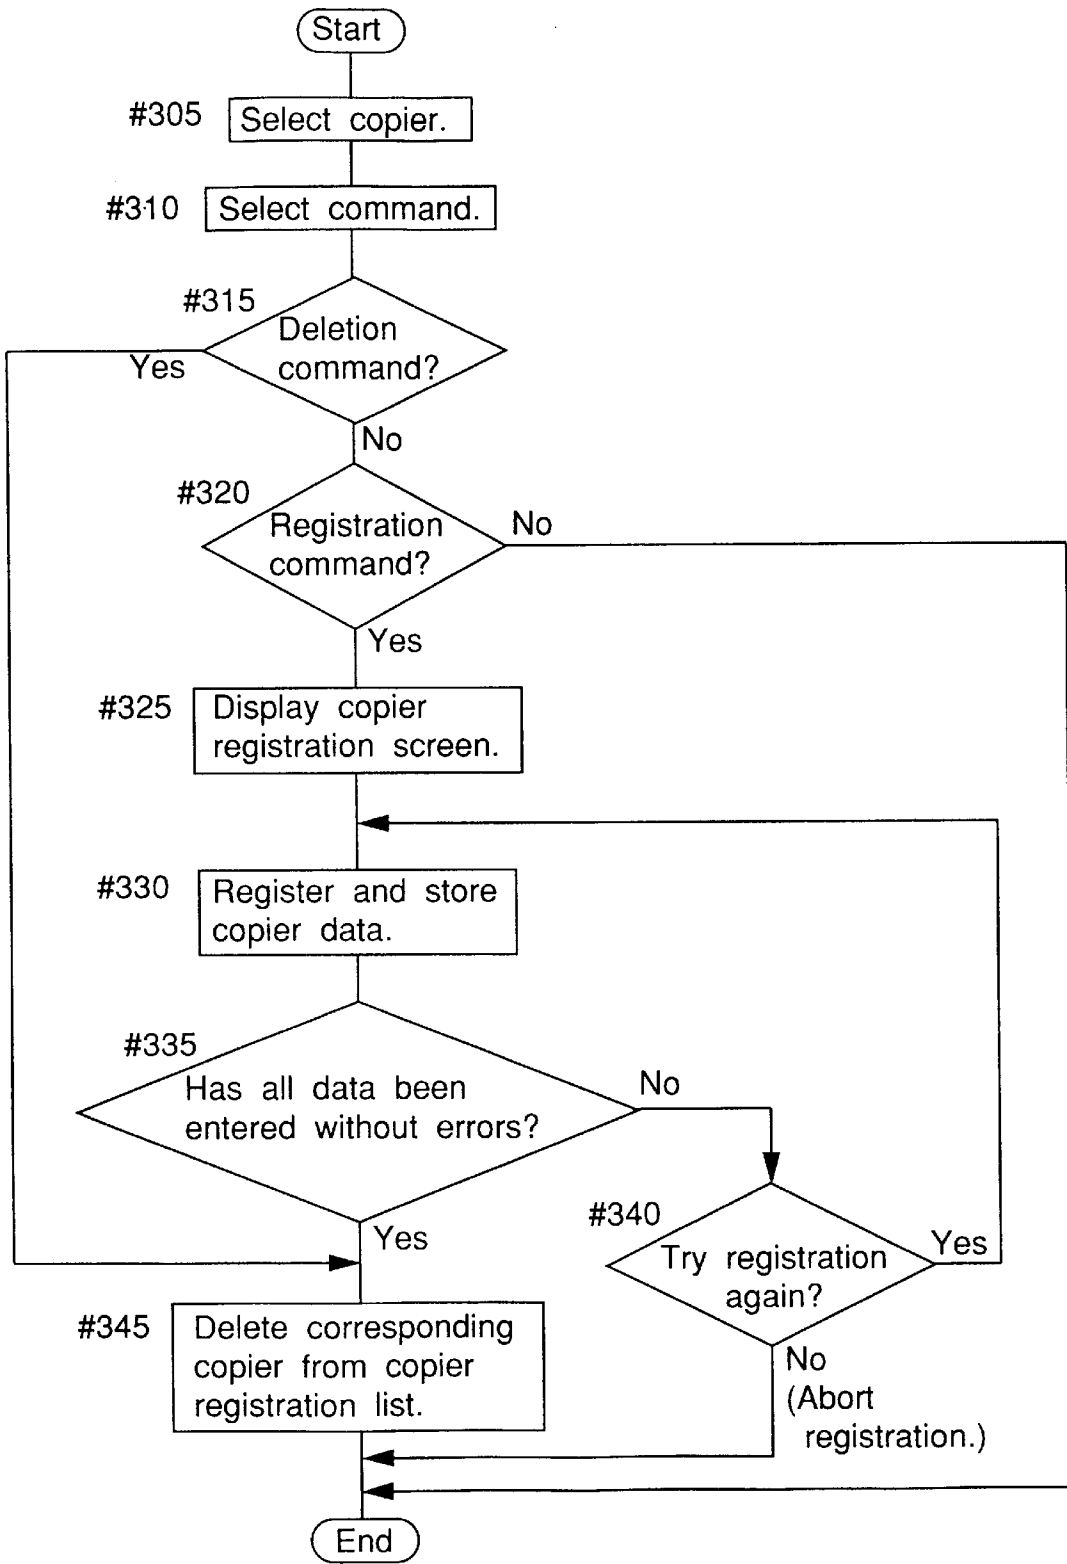 Start
#305
Select copier.
#310
Select command.
#315
Deletion
command?
Yes
No
#320
Registration
command?
No
Yes
#325
Display copier
registration screen.
#330
Register and store
copier data.
#335
Has all data been
entered without errors?
No
Yes
#340
Try registration
again?
Yes
No
(Abort
registration.)
#345
Delete corresponding
copier from copier
registration list.
End